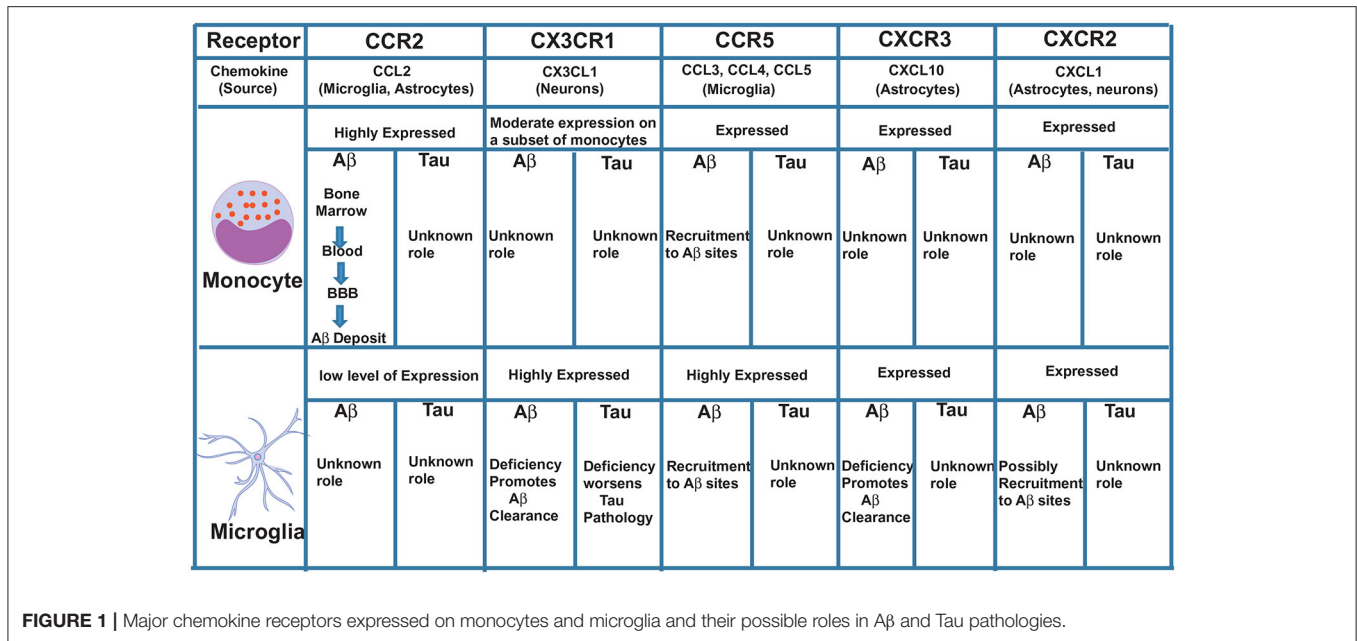 Receptor CCR2 CX3CR1 CCR5 CXCR3 CXCR2
Chemokine CCL2 CX3CL1 CCL3, CCL4, CCL5 CXCL10 CXCL1
(Source) (Microglia, Astrocytes) (Neurons) (Microglia) (Astrocytes) (Astrocytes, neurons)
Highly Expressed Moderate expression on Expressed Expressed Expressed
a subset of monocytes
Aβ Tau Aβ Tau Aβ Tau Aβ Tau Aβ Tau
Bone
Marrow
Unknown Unknown Unknown Recruitment Unknown Unknown Unknown Unknown Unknown
role role role to Aβ sites role role role role role
Blood
Monocyte
BBB
Aβ Deposit
low level of Expression Highly Expressed Highly Expressed Expressed Expressed
Aβ Tau Aβ Tau Aβ Tau Aβ Tau Aβ Tau
Unknown Unknown Deficiency Deficiency Recruitment Unknown Deficiency Unknown Possibly Unknown
role role Promotes worsens to Aβ sites role Promotes role Recruitment role
Aβ Tau Aβ to Aβ sites
Clearance Pathology Clearance
Microglia
FIGURE 1 | Major chemokine receptors expressed on monocytes and microglia and their possible roles in Aβ and Tau pathologies.